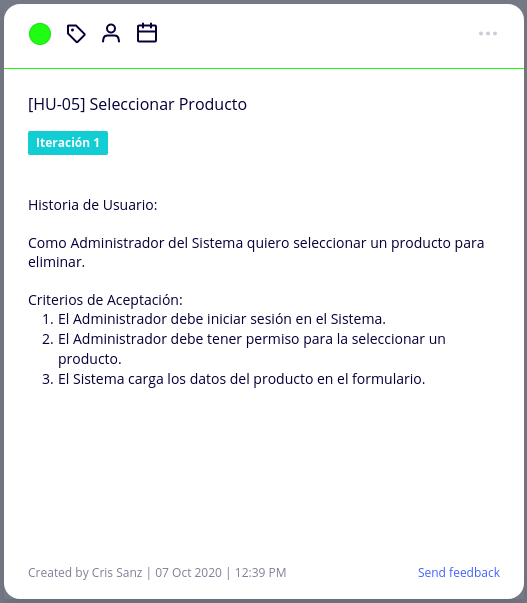 [HU-05] Seleccionar Producto
Iteración 1
Historia de Usuario:
Como Administrador del Sistema quiero seleccionar un producto para
eliminar.
Criterios de Aceptación:
1. El Administrador debe iniciar sesión en el Sistema.
2. El Administrador debe tener permiso para la seleccionar un
producto.
3. El Sistema carga los datos del producto en el formulario.
Created by Cris Sanz | 07 Oct 2020 | 12:39 PM
Send feedback